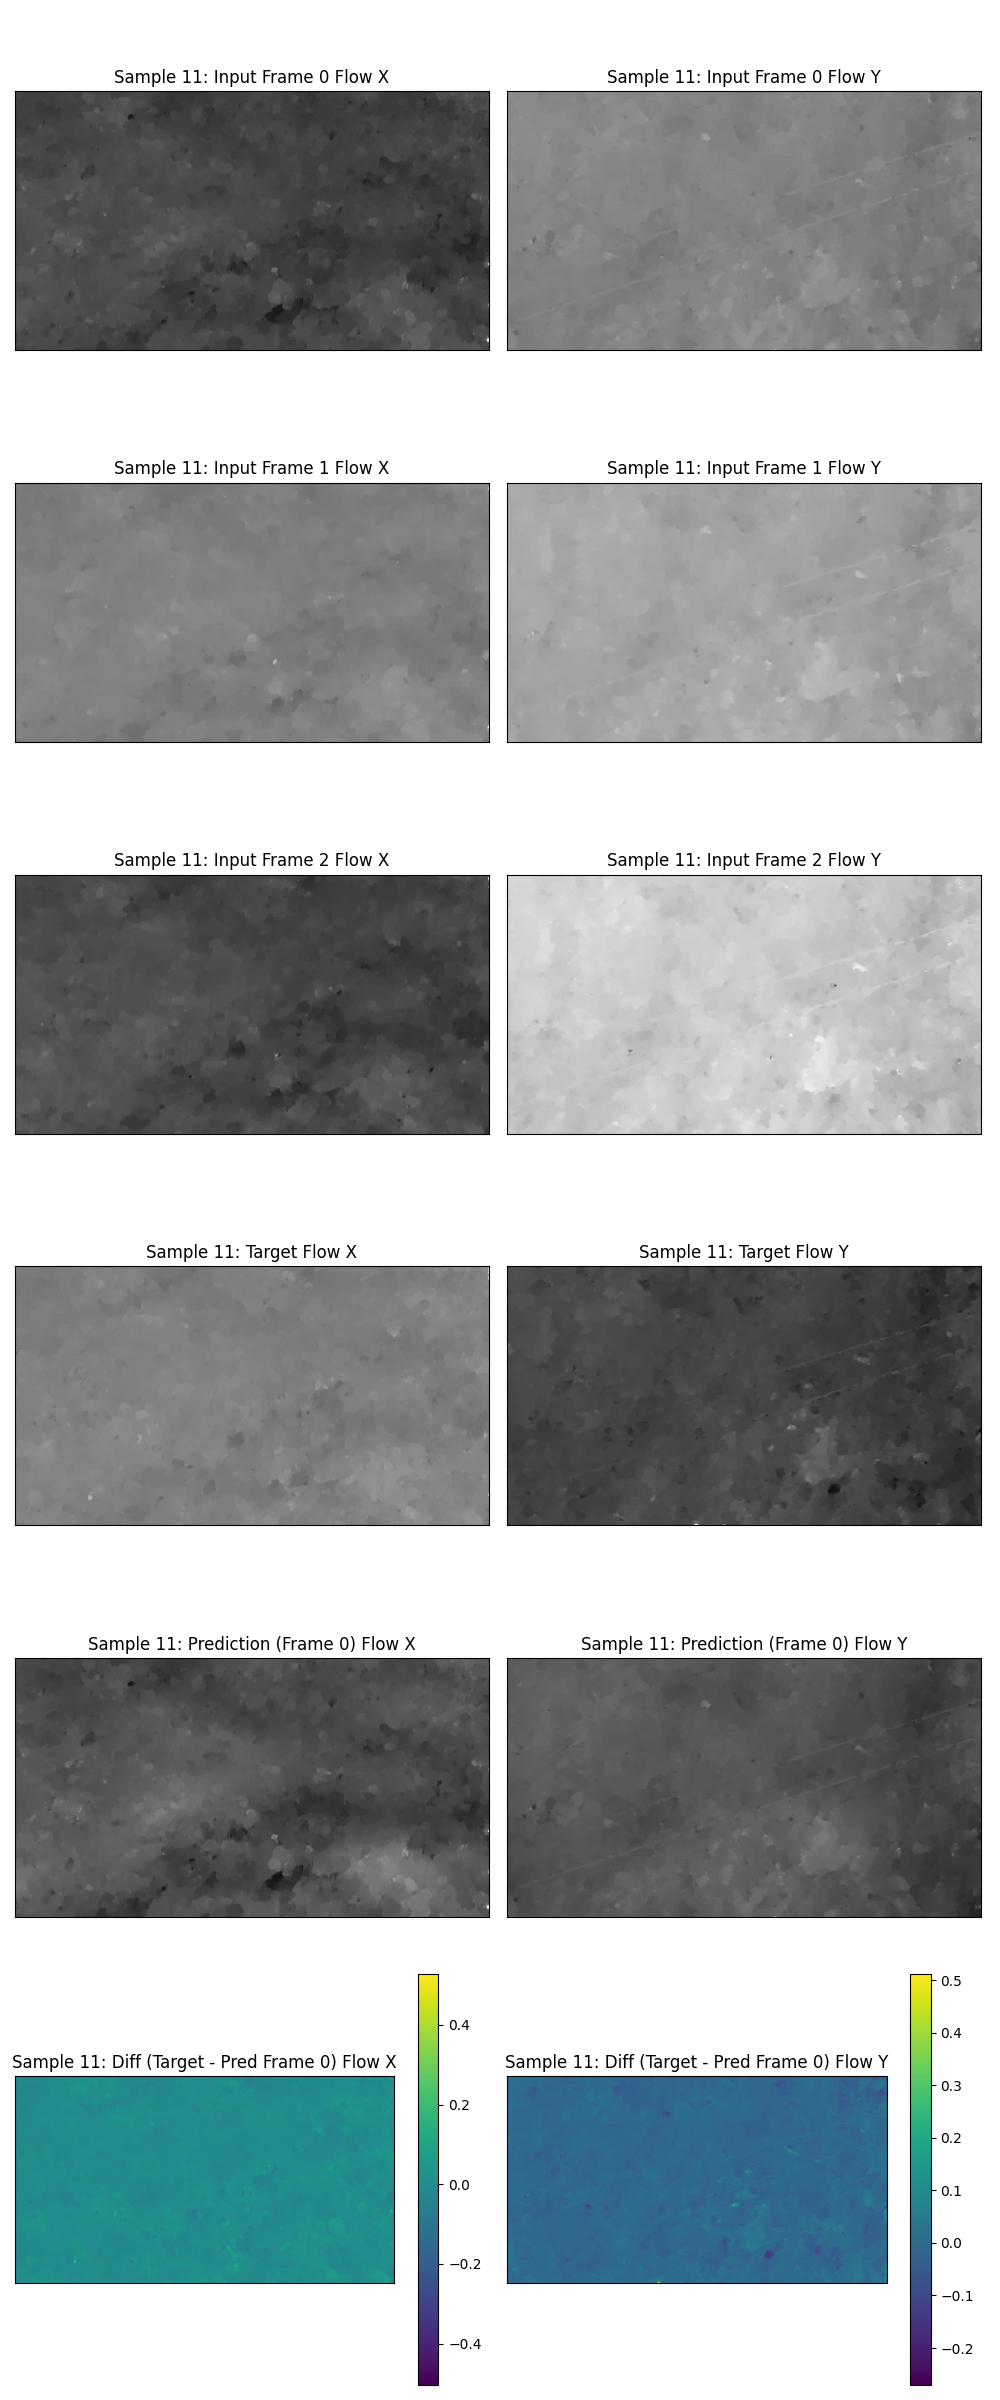 Sample 11: Input Frame 0 Flow X
Sample 11: Input Frame 0 Flow Y
Sample 11: Input Frame 1 Flow X
Sample 11: Input Frame 1 Flow Y
Sample 11: Input Frame 2 Flow X
Sample 11: Input Frame 2 Flow Y
Sample 11: Target Flow X
Sample 11: Target Flow Y
Sample 11: Prediction (Frame 0) Flow X
Sample 11: Prediction (Frame 0) Flow Y
Sample 11: Diff (Target - Pred Frame 0) Flow X
0.4
0.2
0.0
−0.2
−0.4
Sample 11: Diff (Target - Pred Frame 0) Flow Y
0.5
0.4
0.3
0.2
0.1
0.0
−0.1
−0.2